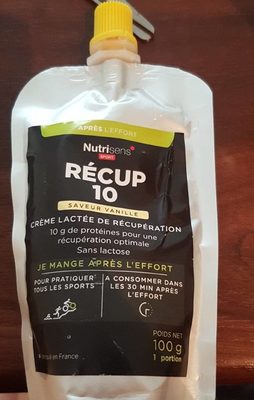 APRÈS L'EFFORT
Nutrisens
SPORT
RÉCUP
10
SAVEUR VANILLE
CRÈME LACTÉE DE RÉCUPÉRATION
10 g de protéines pour une
récupération optimale
Sans lactose
JE MANGE APRÈS L'EFFORT
POUR PRATIQUER
TOUS LES SPORTS
A CONSOMMER DANS
LES 30 MIN APRÈS
L'EFFORT
POIDS NET
100 g
1 portion
en France